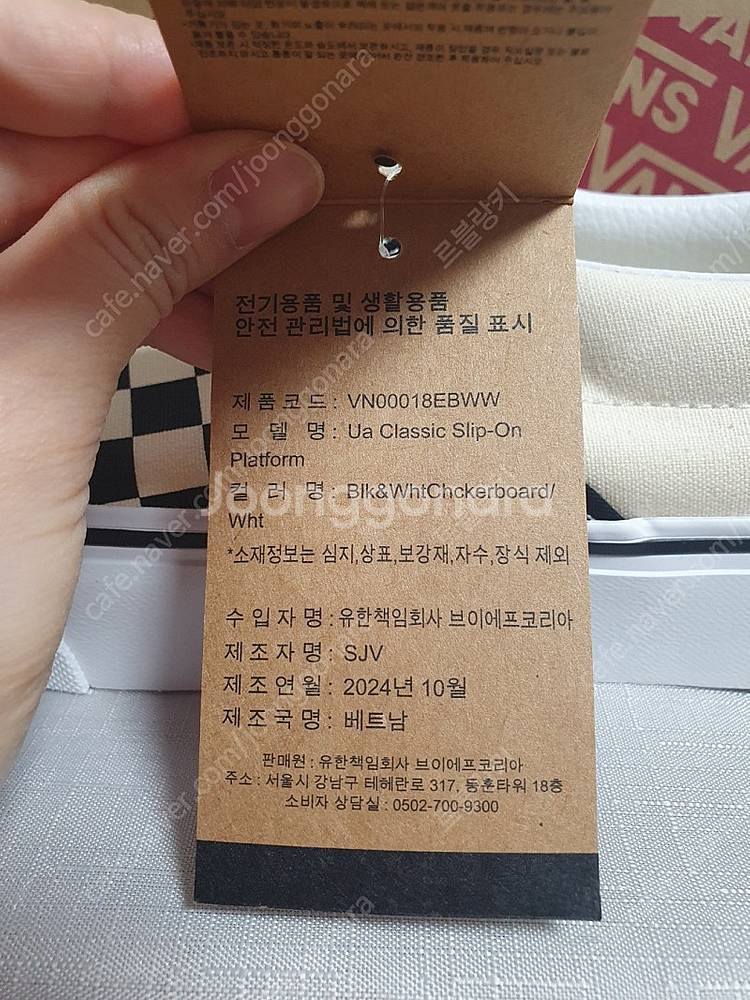 전기용품 및 생활용품
안전 관리법에 의한 품질 표시
제 품 코 드 : VN00018EBWW
모 델 명 : Ua Classic Slip-On
Platform
컬 러 명 : Blk&WhtChckerboard/
Wht
*소재정보는 심지,상표,보강재,자수,장식 제외
수 입 자 명 : 유한책임회사 브이에프코리아
제 조 자 명 : SJV
제 조 연 월 : 2024년 10월
제 조 국 명 : 베트남
판매원 : 유한책임회사 브이에프코리아
주소 : 서울시 강남구 테헤란로 317, 동훈타워 18층
소비자 상담실 : 0502-700-9300
VANS
Joonggonara
cafe.naver.com/joonggonara
르블랑키